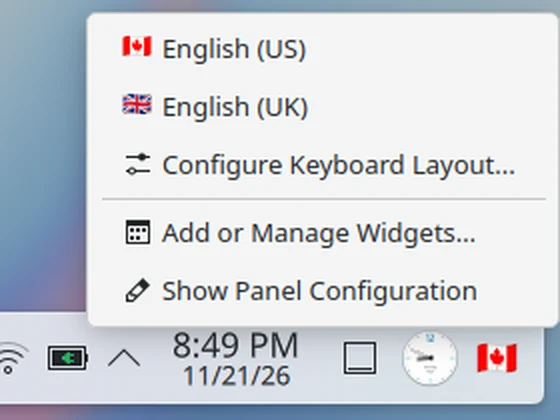 English (US)
English (UK)
Configure Keyboard Layout...
Add or Manage Widgets...
Show Panel Configuration
8:49 PM
11/21/26
12